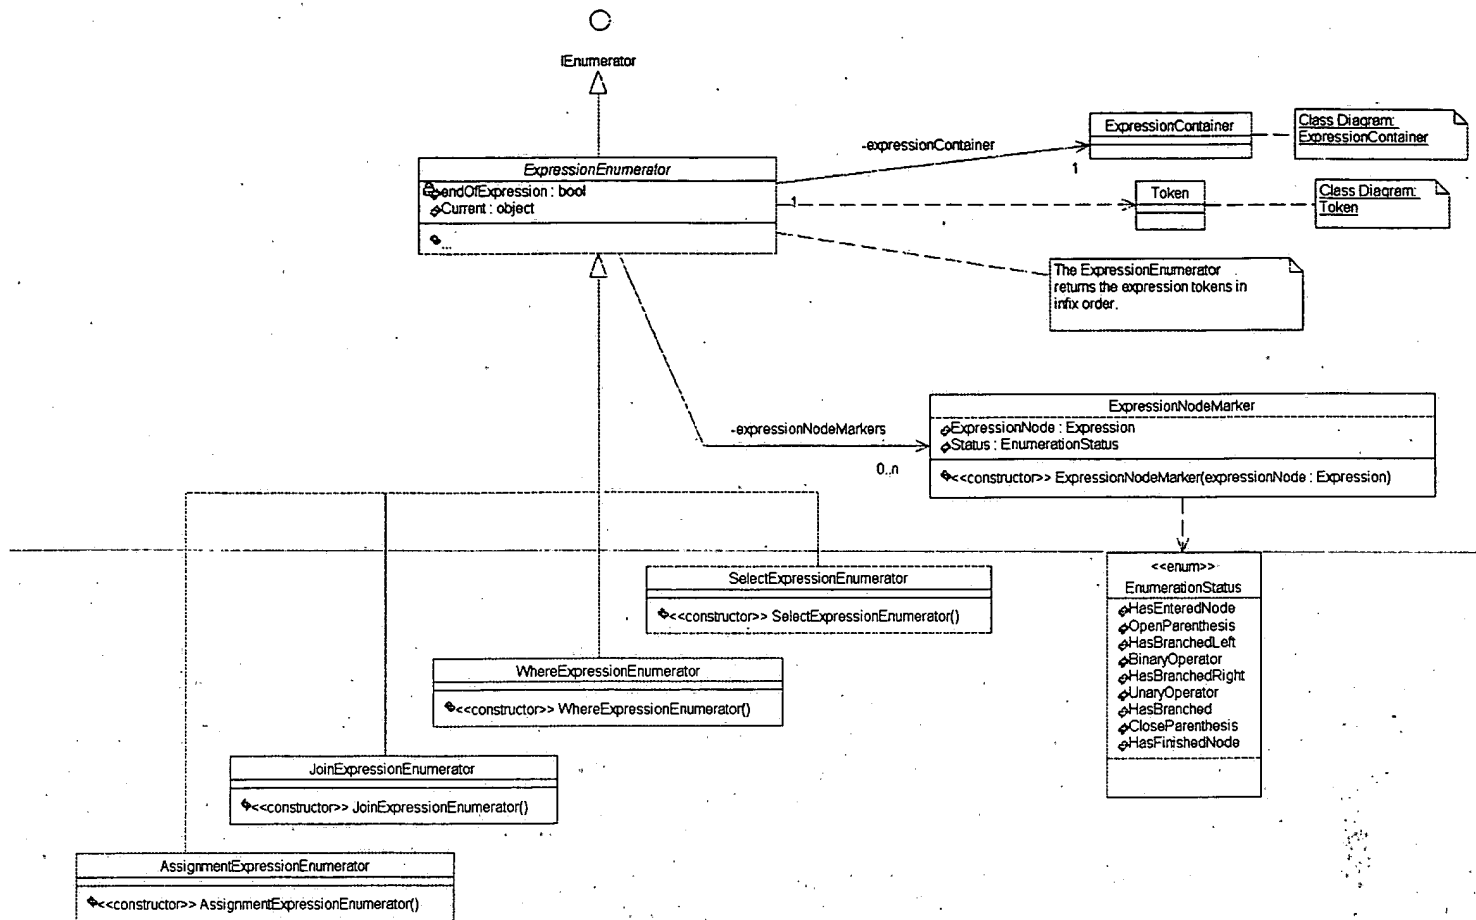 IEnumerator
ExpressionContainer
Class Diagram:
ExpressionContainer
-expressionContainer
1
ExpressionEnumerator
endOfExpression : bool
Current : object
...
1
Token
Class Diagram:
Token
The ExpressionEnumerator
returns the expression tokens in
infix order.
ExpressionNodeMarker
ExpressionNode : Expression
Status : EnumerationStatus
<<constructor>> ExpressionNodeMarker(expressionNode : Expression)
-expressionNodeMarkers
0..n
<<enum>>
EnumerationStatus
HasEnteredNode
OpenParenthesis
HasBranchedLeft
BinaryOperator
HasBranchedRight
UnaryOperator
HasBranched
CloseParenthesis
HasFinishedNode
SelectExpressionEnumerator
<<constructor>> SelectExpressionEnumerator()
WhereExpressionEnumerator
<<constructor>> WhereExpressionEnumerator()
JoinExpressionEnumerator
<<constructor>> JoinExpressionEnumerator()
AssignmentExpressionEnumerator
<<constructor>> AssignmentExpressionEnumerator()